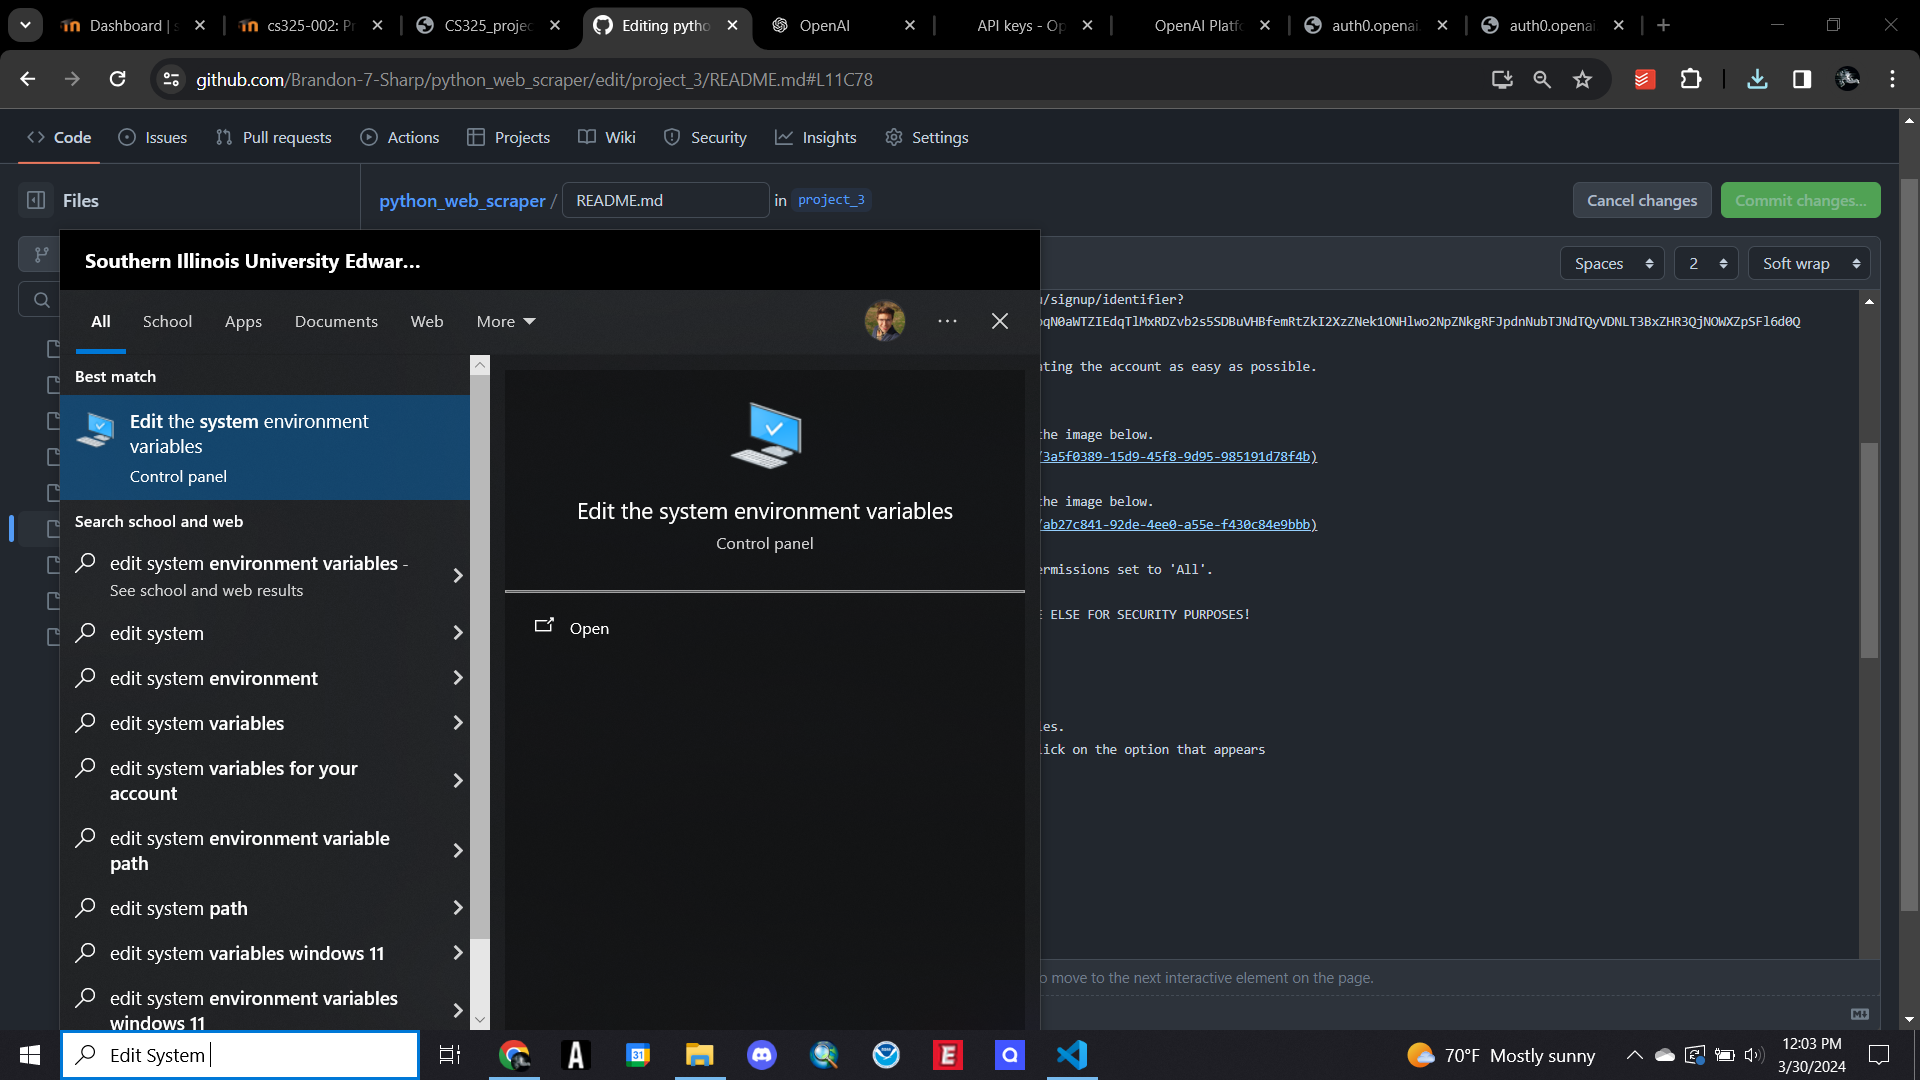 Dashboard | s
cs325-002: Pr
CS325_projec
Editing pytho
OpenAI
API keys - Op
OpenAI Platfo
auth0.openai.
auth0.openai
github.com/Brandon-7-Sharp/python_web_scraper/edit/project_3/README.md#L11C78
Code
Issues
Pull requests
Actions
Projects
Wiki
Security
Insights
Settings
Files
python_web_scraper / README.md in project_3
Cancel changes
Commit changes...
Spaces
2
Soft wrap
Southern Illinois University Edwar...
All
School
Apps
Documents
Web
More
Best match
Edit the system environment
variables
Control panel
Search school and web
edit system environment variables -
See school and web results
edit system
edit system environment
edit system variables
edit system variables for your
account
edit system environment variable
path
edit system path
edit system variables windows 11
edit system environment variables
windows 11
Edit the system environment variables
Control panel
Open
/signup/identifier?
ting the account as easy as possible.
he image below.
/3a5f0389-15d9-45f8-9d95-985191d78f4b)
he image below.
/ab27c841-92de-4ee0-a55e-f430c84e9bbb)
ermissions set to 'All'.
ELSE FOR SECURITY PURPOSES!
es.
ick on the option that appears
to move to the next interactive element on the page.
Edit System
31
70°F Mostly sunny
12:03 PM
3/30/2024